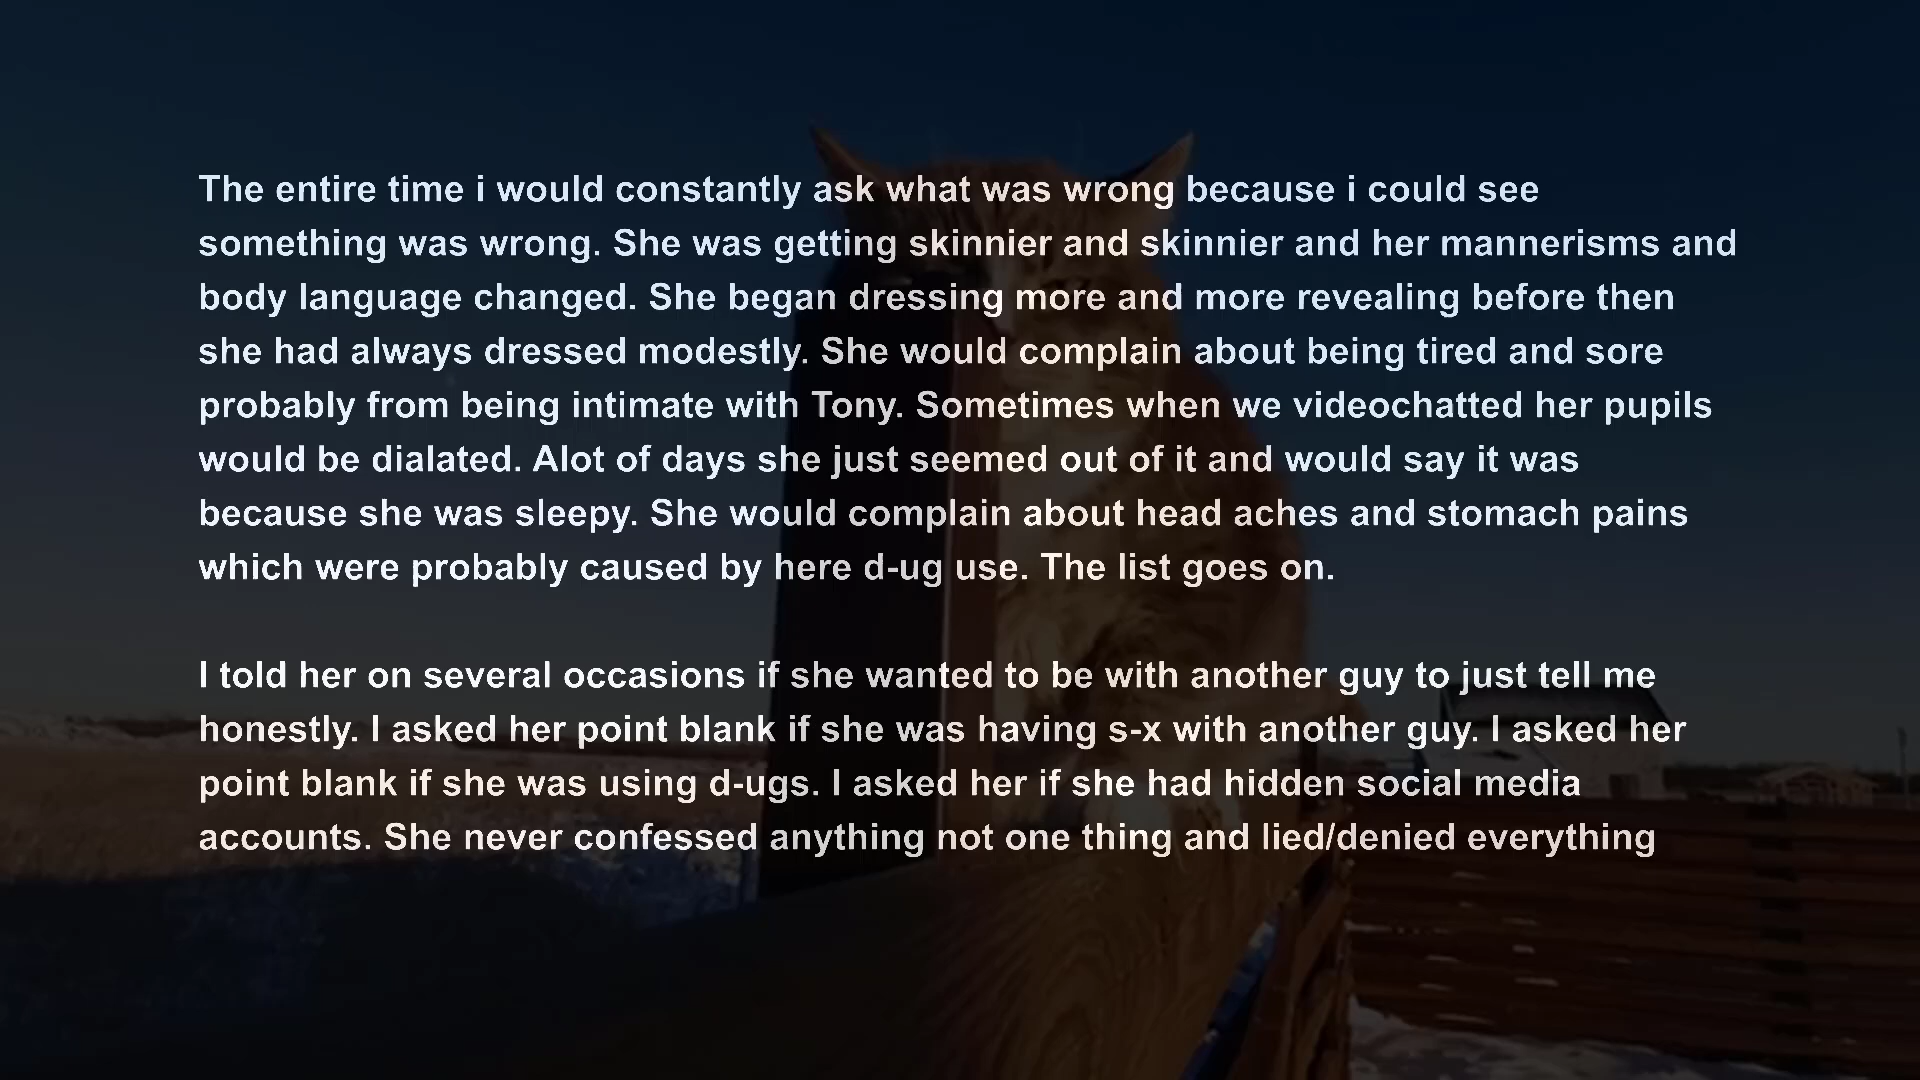 The entire time i would constantly ask what was wrong because i could see
something was wrong. She was getting skinnier and skinnier and her mannerisms and
body language changed. She began dressing more and more revealing before then
she had always dressed modestly. She would complain about being tired and sore
probably from being intimate with Tony. Sometimes when we videochatted her pupils
would be dialated. Alot of days she just seemed out of it and would say it was
because she was sleepy. She would complain about head aches and stomach pains
which were probably caused by here d-ug use. The list goes on.
I told her on several occasions if she wanted to be with another guy to just tell me
honestly. I asked her point blank if she was having s-x with another guy. I asked her
point blank if she was using d-ugs. I asked her if she had hidden social media
accounts. She never confessed anything not one thing and lied/denied everything